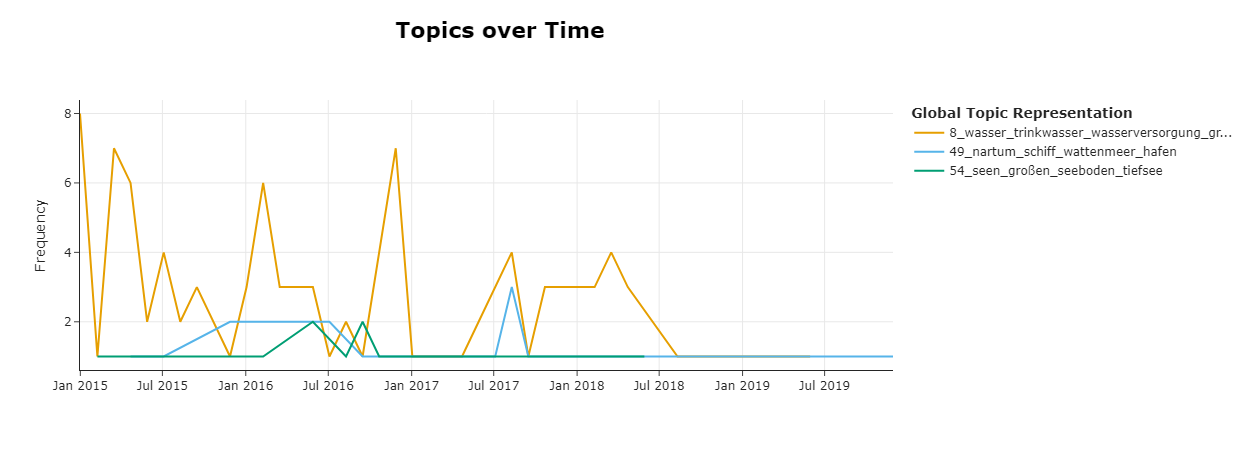 Topics over Time
Global Topic Representation
8_wasser_trinkwasser_wasserversorgung_gr...
49_nartum_schiff_wattenmeer_hafen
54_seen_großen_seeboden_tiefsee
Frequency
8
6
4
2
Jan 2015 Jul 2015 Jan 2016 Jul 2016 Jan 2017 Jul 2017 Jan 2018 Jul 2018 Jan 2019 Jul 2019